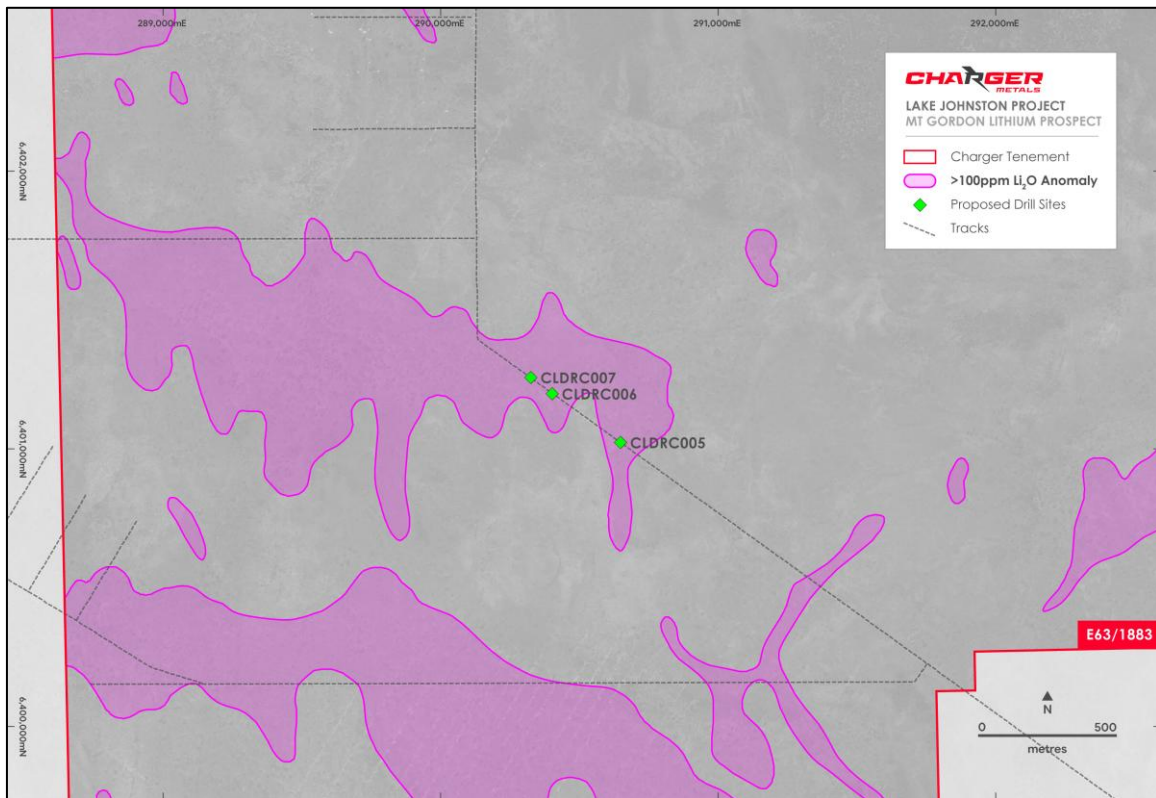 289,000mE
290,000mE
291,000mE
292,000mE
CHARGER
METALS
LAKE JOHNSTON PROJECT
MT GORDON LITHIUM PROSPECT
Charger Tenement
>100ppm Li₂O Anomaly
Proposed Drill Sites
Tracks
6,402,000mN
CLDRC007
CLDRC006
CLDRC005
6,401,000mN
E63/1883
6,400,000mN
N
0 500
metres